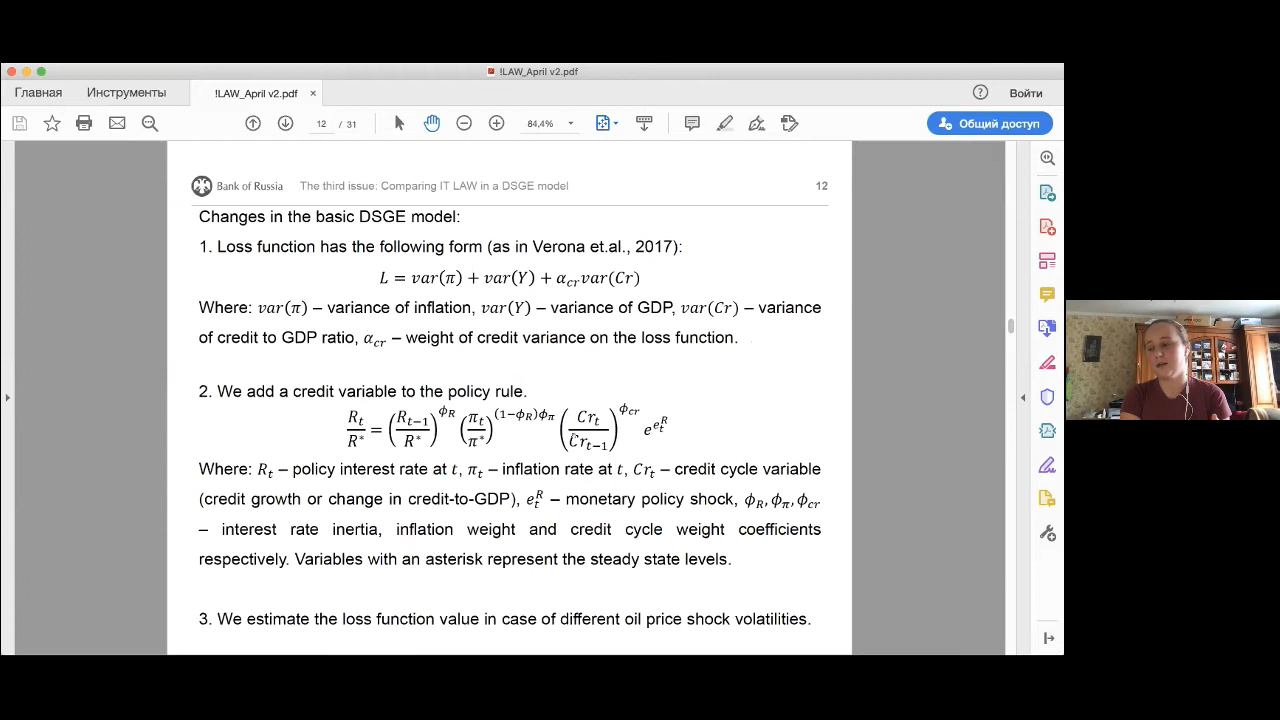 !LAW_April v2.pdf
Главная Инструменты !LAW_April v2.pdf × Войти
12 / 31 84,4% Общий доступ
Bank of Russia The third issue: Comparing IT LAW in a DSGE model 12
Changes in the basic DSGE model:
1. Loss function has the following form (as in Verona et.al., 2017):
L = var(π) + var(Y) + α_cr var(Cr)
Where: var(π) – variance of inflation, var(Y) – variance of GDP, var(Cr) – variance
of credit to GDP ratio, α_cr – weight of credit variance on the loss function.
2. We add a credit variable to the policy rule.
R_t/R* = (R_{t−1}/R*)^{ϕ_R} (π_t/π*)^{(1−ϕ_R)ϕ_π} (Cr_t/Cr_{t−1})^{ϕ_cr} e^{e_t^R}
Where: R_t – policy interest rate at t, π_t – inflation rate at t, Cr_t – credit cycle variable
(credit growth or change in credit-to-GDP), e_t^R – monetary policy shock, ϕ_R, ϕ_π, ϕ_cr
– interest rate inertia, inflation weight and credit cycle weight coefficients
respectively. Variables with an asterisk represent the steady state levels.
3. We estimate the loss function value in case of different oil price shock volatilities.